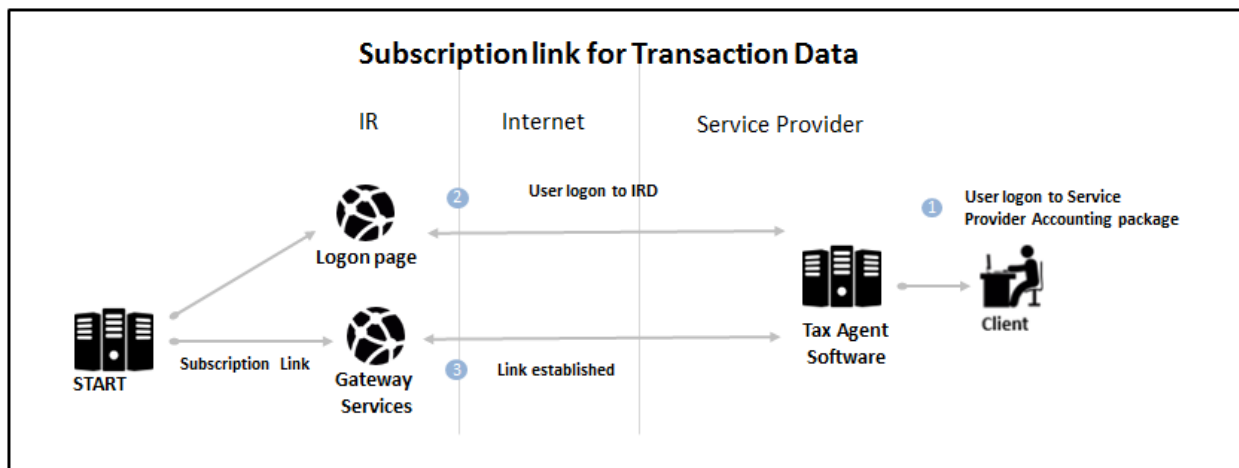 Subscription link for Transaction Data
IR
Internet
Service Provider
2
User logon to IRD
1
User logon to Service
Provider Accounting package
Logon page
START
Subscription Link
Gateway
Services
3
Link established
Tax Agent
Software
Client